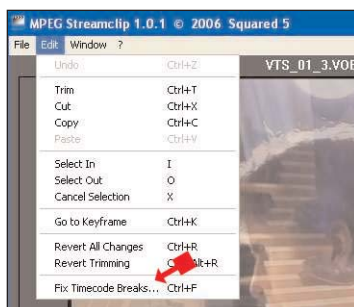 MPEG Streamclip 1.0.1 © 2006 Squared 5
File Edit Window ?
VTS_01_3.VOB
Undo Ctrl+Z
Trim Ctrl+T
Cut Ctrl+X
Copy Ctrl+C
Paste Ctrl+V
Select In I
Select Out O
Cancel Selection X
Go to Keyframe Ctrl+K
Revert All Changes Ctrl+R
Revert Trimming Alt+R
Fix Timecode Breaks... Ctrl+F